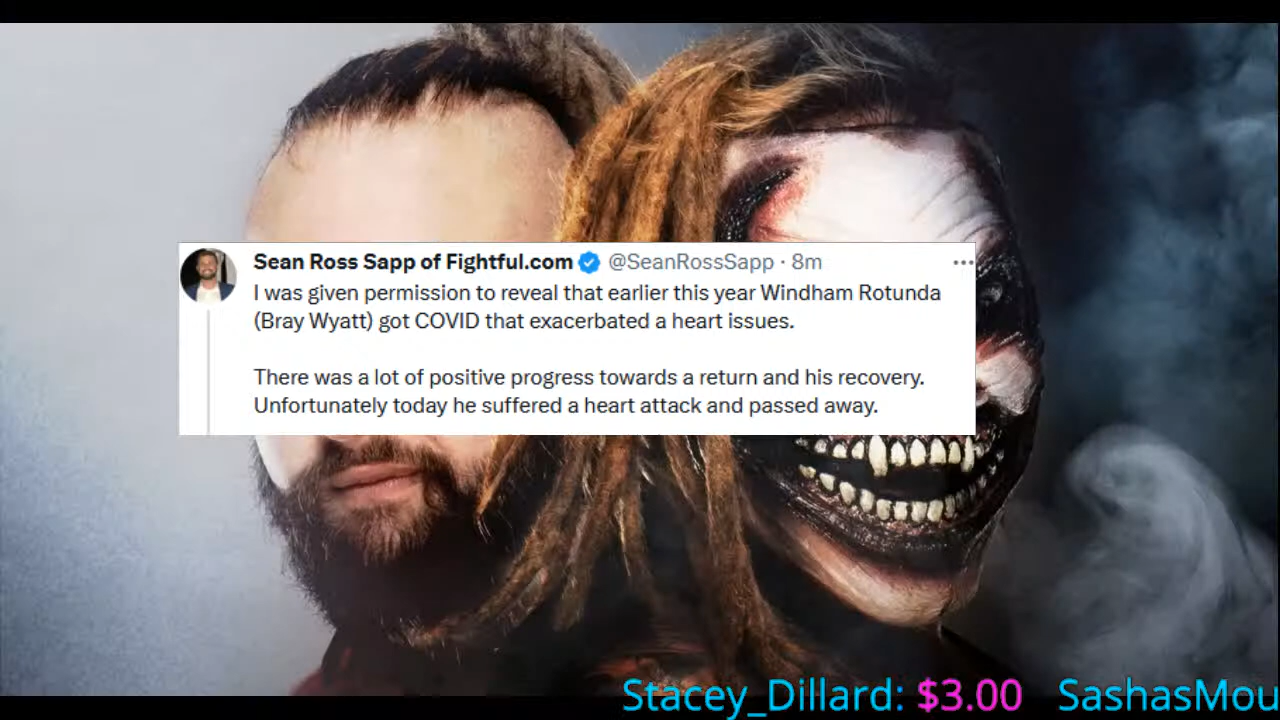 Sean Ross Sapp of Fightful.com @SeanRossSapp · 8m
I was given permission to reveal that earlier this year Windham Rotunda
(Bray Wyatt) got COVID that exacerbated a heart issues.
There was a lot of positive progress towards a return and his recovery.
Unfortunately today he suffered a heart attack and passed away.
Stacey_Dillard: $3.00 SashasMou